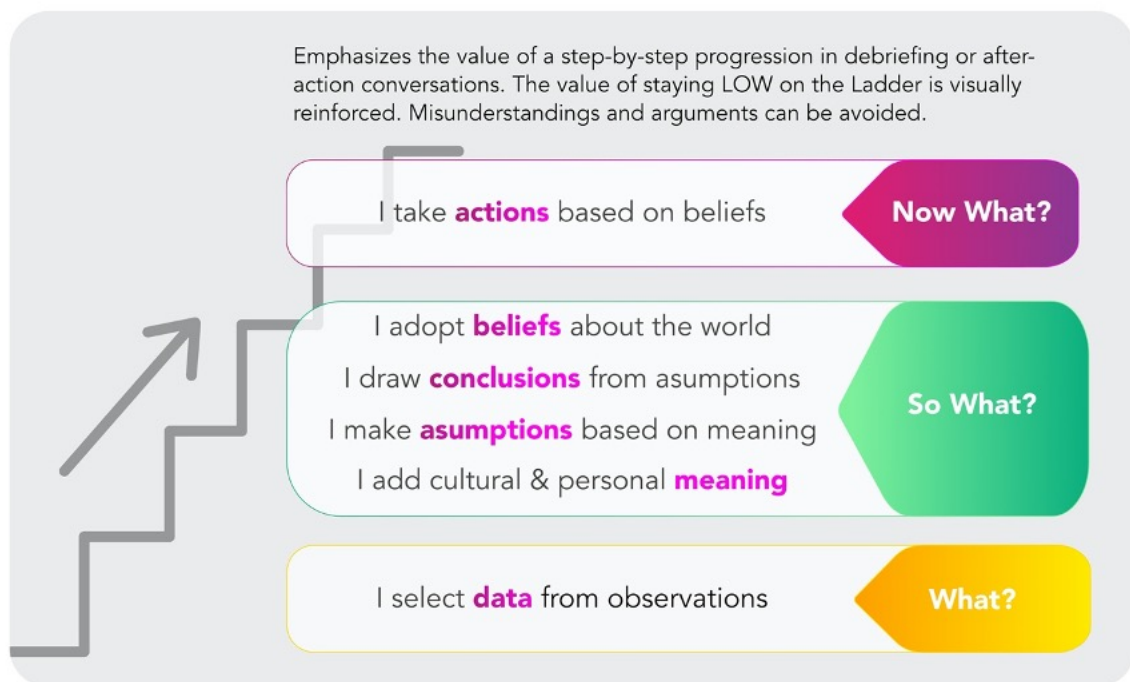 Emphasizes the value of a step-by-step progression in debriefing or after-
action conversations. The value of staying LOW on the Ladder is visually
reinforced. Misunderstandings and arguments can be avoided.
I take actions based on beliefs
Now What?
I adopt beliefs about the world
I draw conclusions from asumptions
I make asumptions based on meaning
I add cultural & personal meaning
So What?
I select data from observations
What?